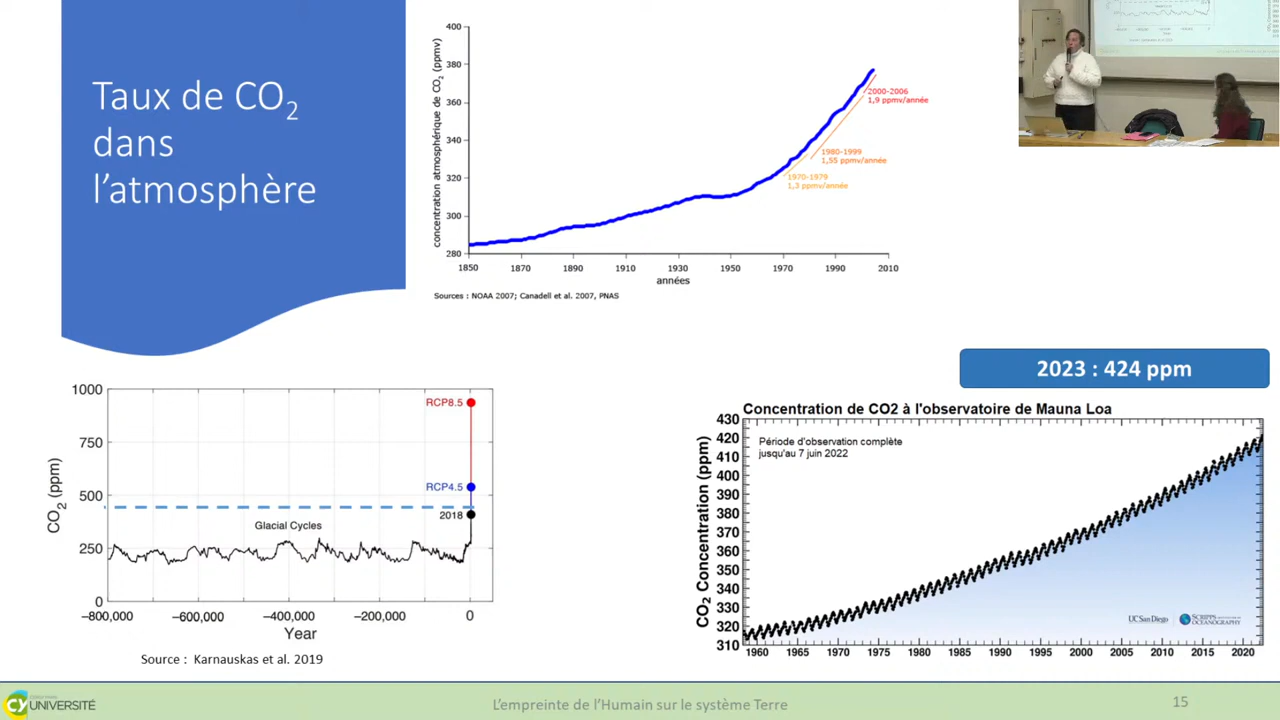 Taux de CO2
dans
l’atmosphère
concentration atmosphérique de CO2 (ppmv)
400
380
360
340
320
300
280
1850
1870
1890
1910
1930
1950
1970
1990
2010
années
2000-2006
1,9 ppmv/année
1980-1999
1,55 ppmv/année
1970-1979
1,3 ppmv/année
Sources : NOAA 2007; Canadell et al. 2007, PNAS
2023 : 424 ppm
CO2 (ppm)
1000
750
500
250
0
RCP8.5
RCP4.5
2018
Glacial Cycles
−800,000
−600,000
−400,000
−200,000
0
Year
Source : Karnauskas et al. 2019
Concentration de CO2 à l'observatoire de Mauna Loa
Période d'observation complète
jusqu'au 7 juin 2022
CO2 Concentration (ppm)
430
420
410
400
390
380
370
360
350
340
330
320
310
1960
1965
1970
1975
1980
1985
1990
1995
2000
2005
2010
2015
2020
UC San Diego
SCRIPPS
OCEANOGRAPHY
CY
UNIVERSITÉ
L’empreinte de l’Humain sur le système Terre
15